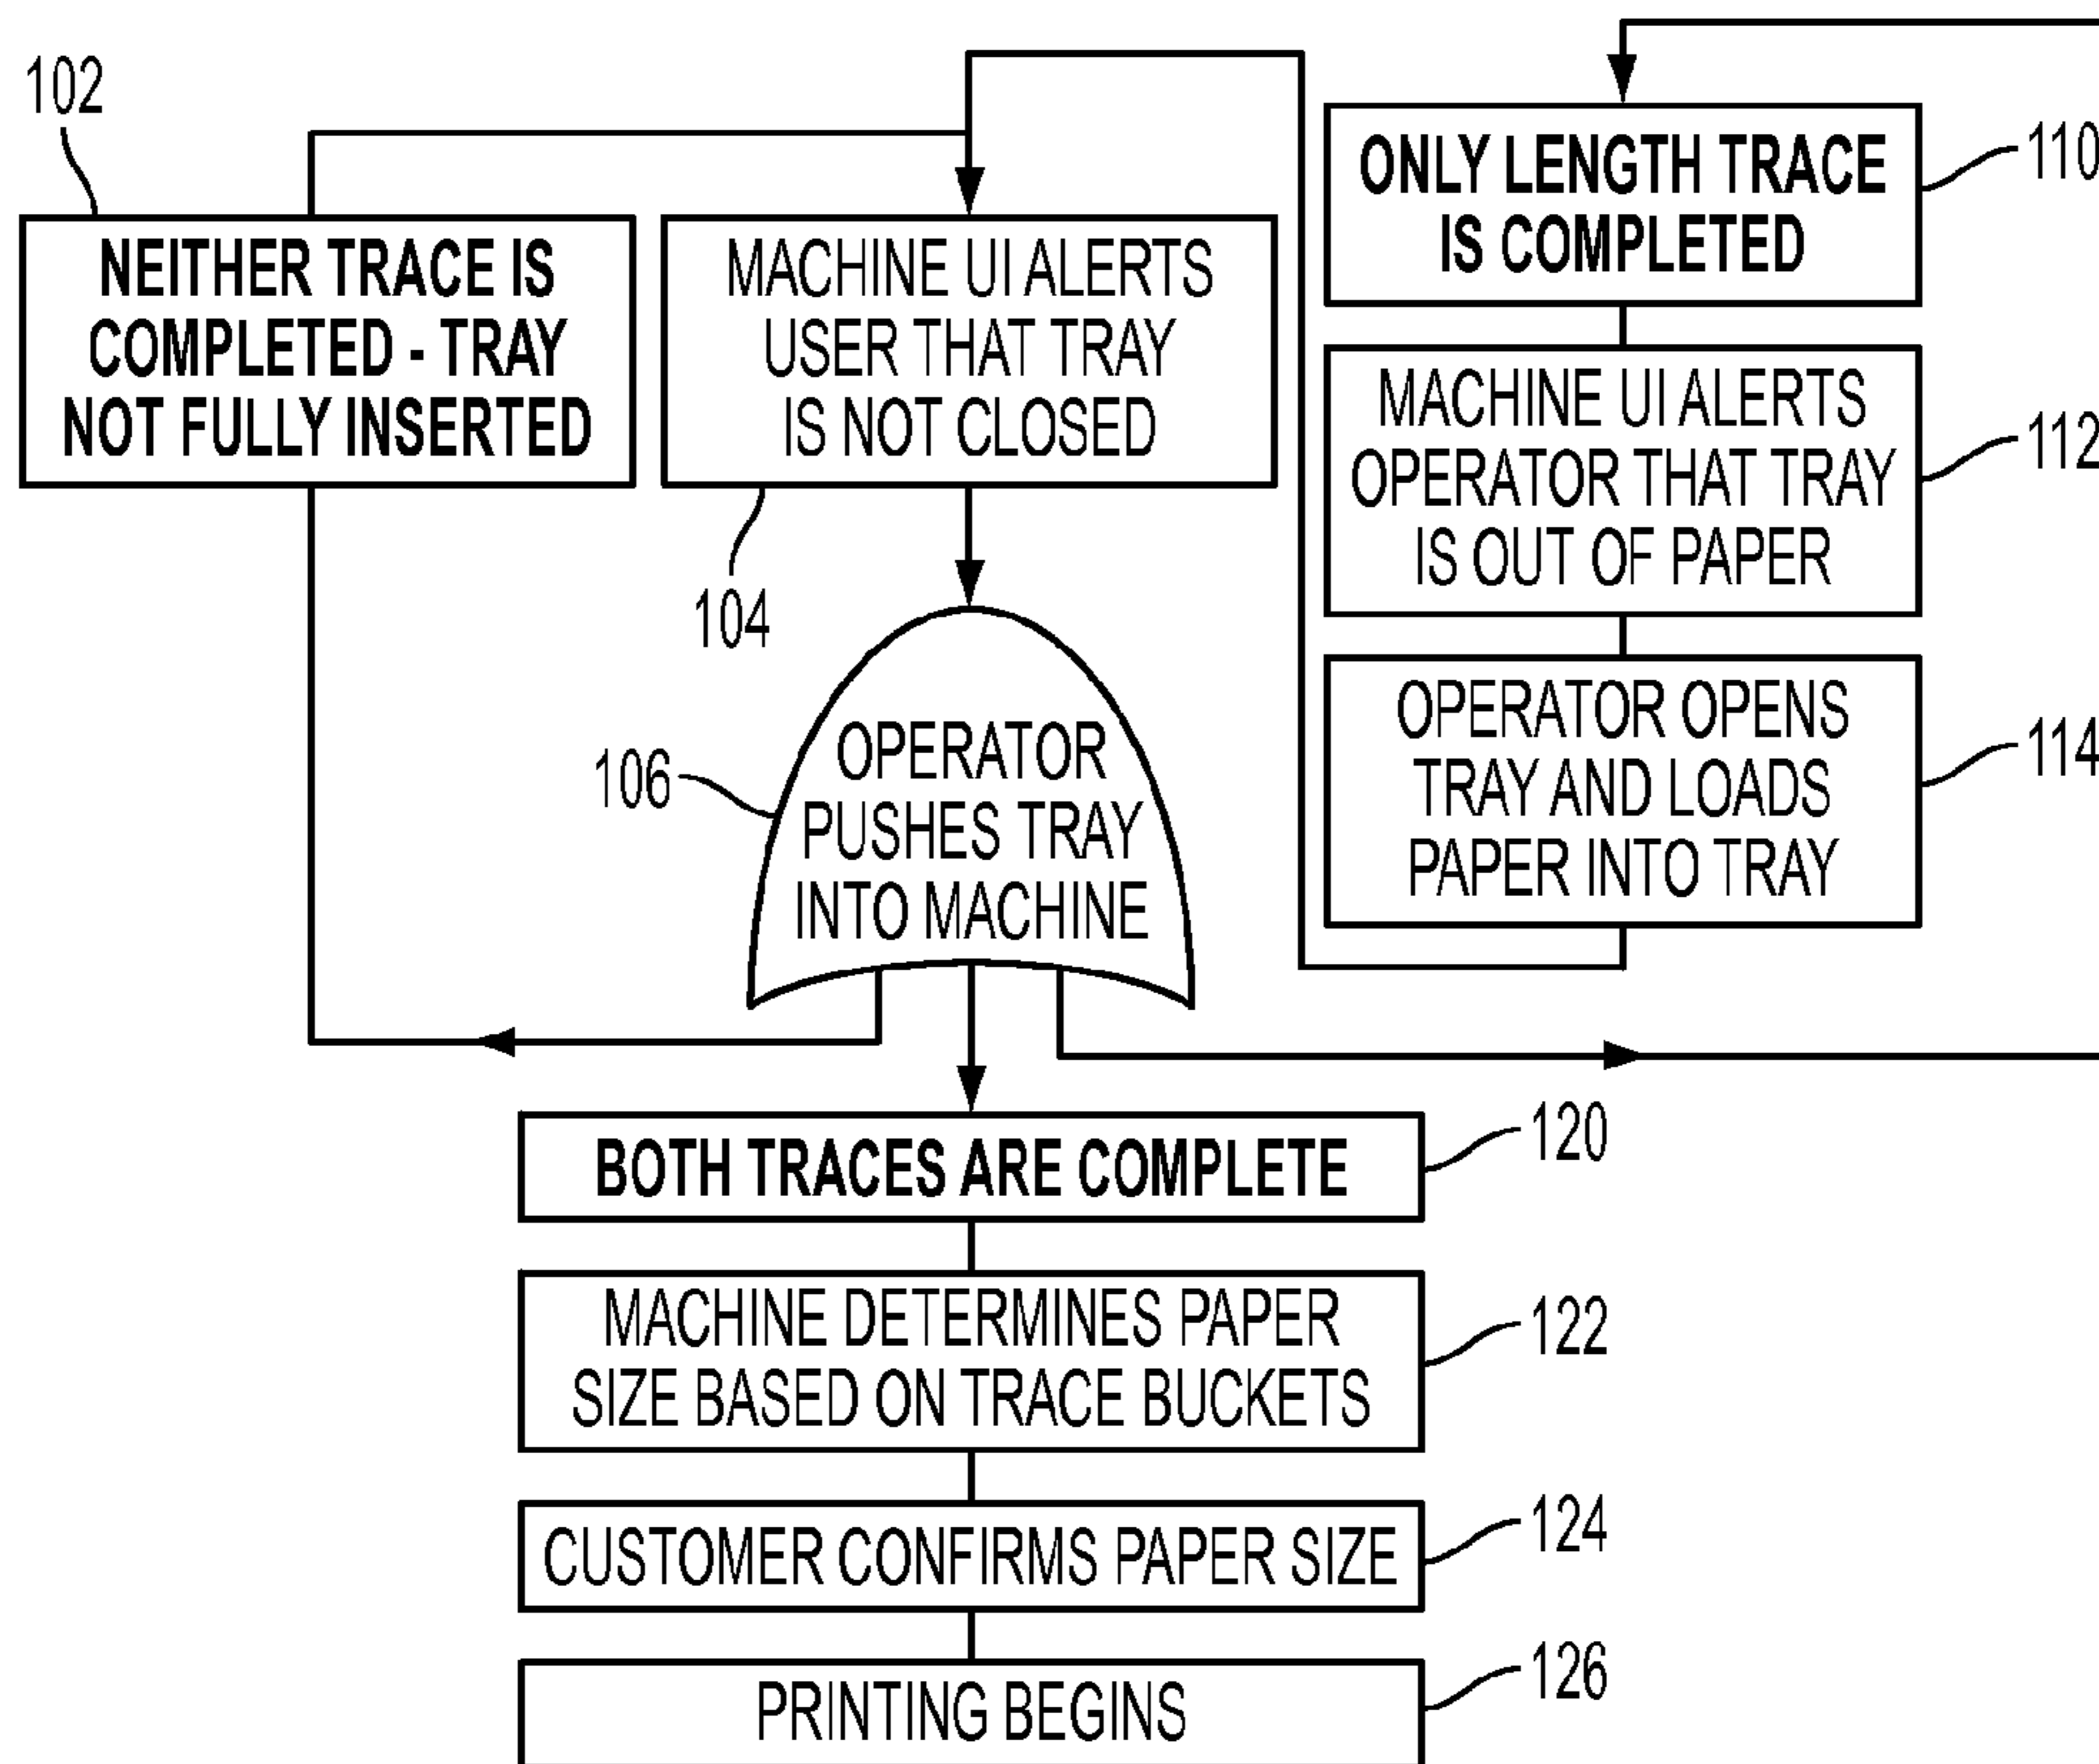 102
NEITHER TRACE IS
COMPLETED - TRAY
NOT FULLY INSERTED
MACHINE UI ALERTS
USER THAT TRAY
IS NOT CLOSED
104
OPERATOR
PUSHES TRAY
INTO MACHINE
106
ONLY LENGTH TRACE
IS COMPLETED
110
MACHINE UI ALERTS
OPERATOR THAT TRAY
IS OUT OF PAPER
112
OPERATOR OPENS
TRAY AND LOADS
PAPER INTO TRAY
114
BOTH TRACES ARE COMPLETE
120
MACHINE DETERMINES PAPER
SIZE BASED ON TRACE BUCKETS
122
CUSTOMER CONFIRMS PAPER SIZE
124
PRINTING BEGINS
126